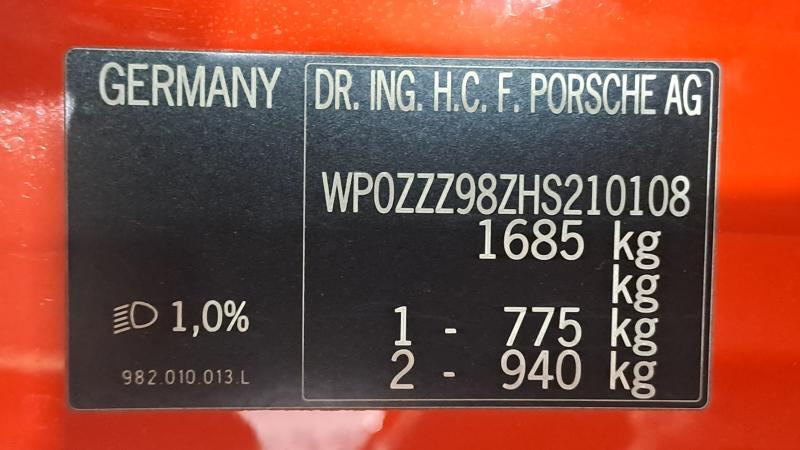 GERMANY
DR. ING. H.C. F. PORSCHE AG
WP0ZZZ98ZHS210108
1685 kg
kg
1,0%
1 - 775 kg
2 - 940 kg
982.010.013.L